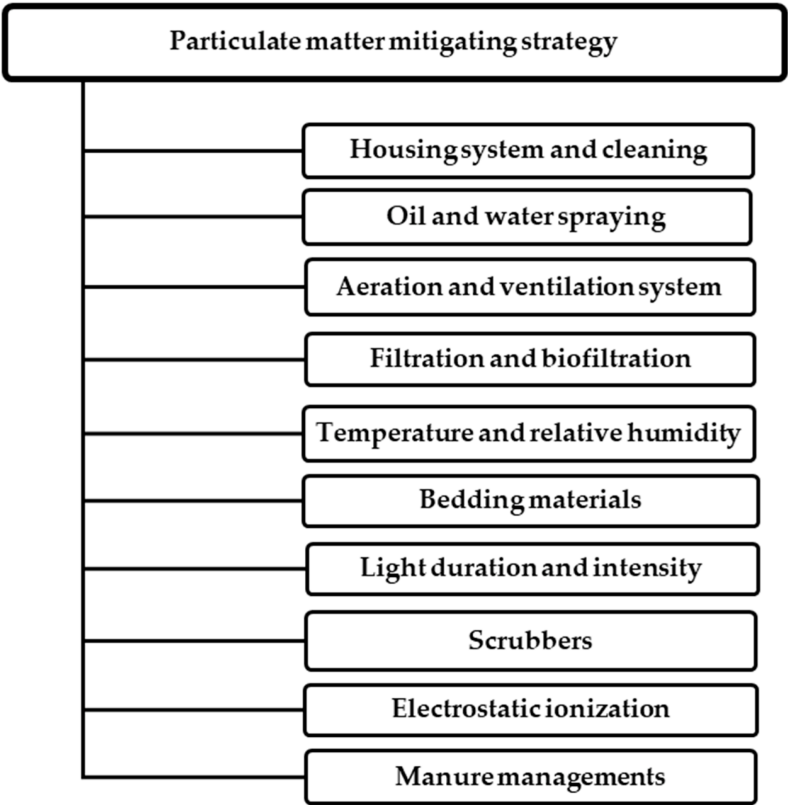 Particulate matter mitigating strategy
Housing system and cleaning
Oil and water spraying
Aeration and ventilation system
Filtration and biofiltration
Temperature and relative humidity
Bedding materials
Light duration and intensity
Scrubbers
Electrostatic ionization
Manure managements